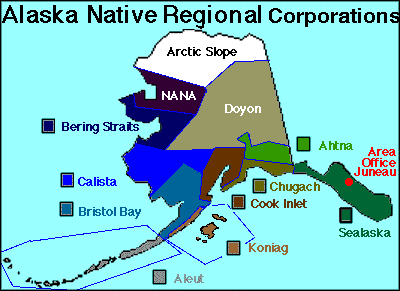 Alaska Native Regional Corporations
Arctic Slope
NANA
Doyon
Bering Straits
Ahtna
Area
Office
Juneau
Calista
Chugach
Cook Inlet
Bristol Bay
Sealaska
Koniag
Aleut